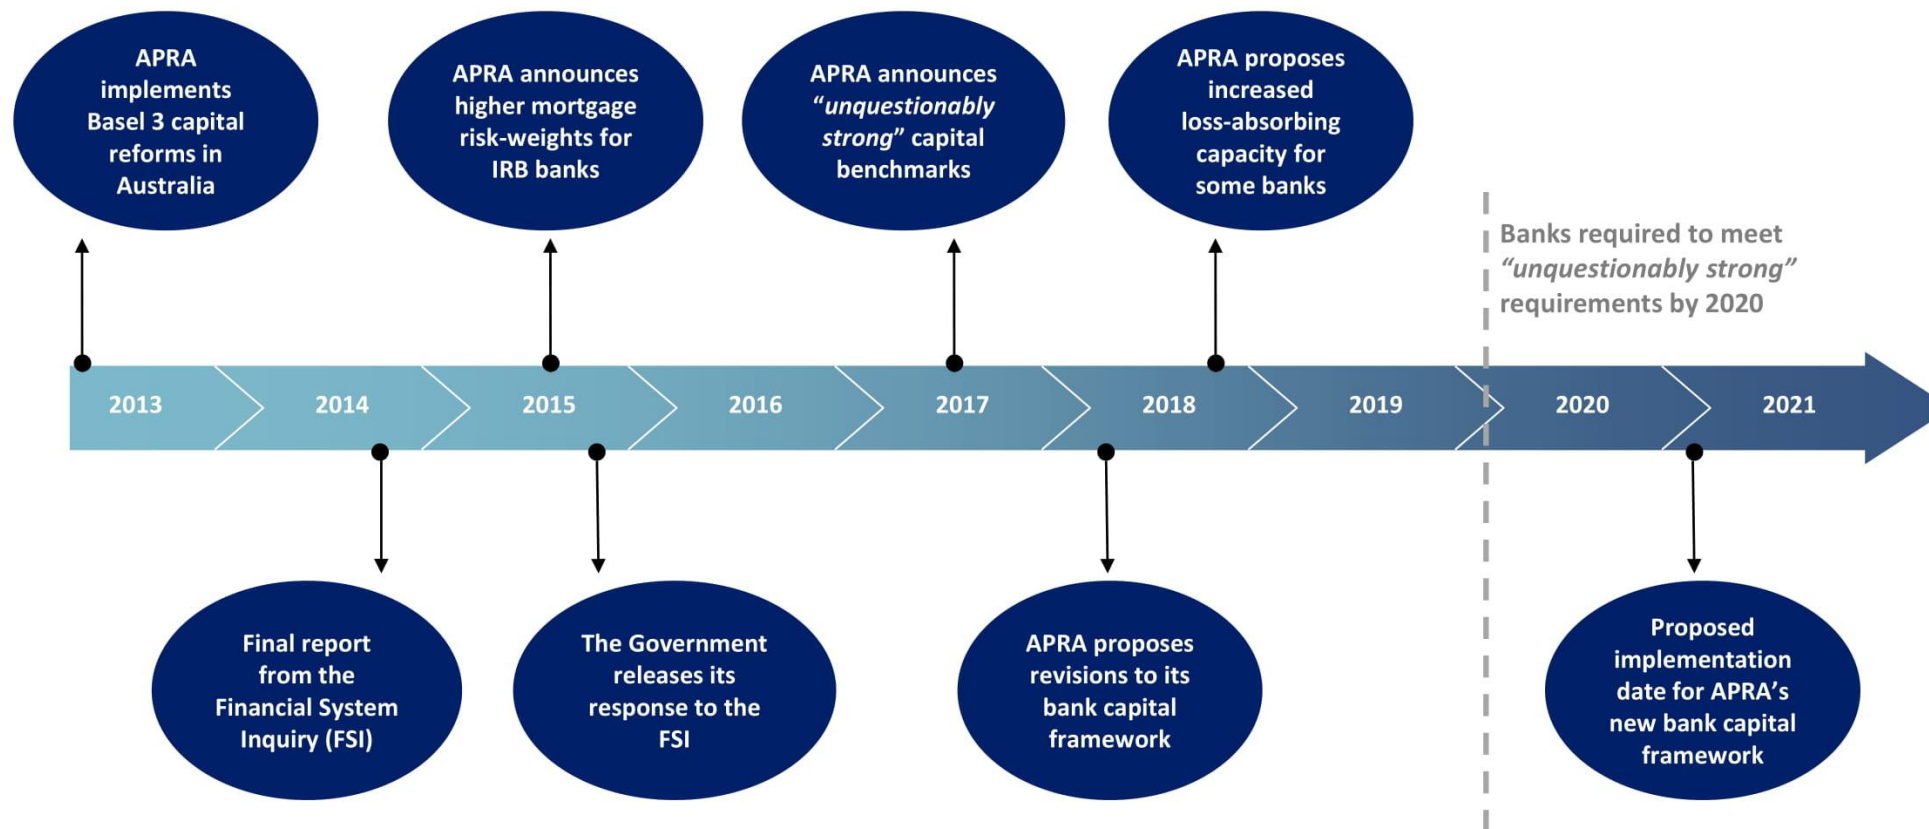 APRA
implements
Basel 3 capital
reforms in
Australia
APRA announces
higher mortgage
risk-weights for
IRB banks
APRA announces
“unquestionably
strong” capital
benchmarks
APRA proposes
increased
loss-absorbing
capacity for
some banks
Banks required to meet
“unquestionably strong”
requirements by 2020
2013
2014
2015
2016
2017
2018
2019
2020
2021
Final report
from the
Financial System
Inquiry (FSI)
The Government
releases its
response to the
FSI
APRA proposes
revisions to its
bank capital
framework
Proposed
implementation
date for APRA’s
new bank capital
framework